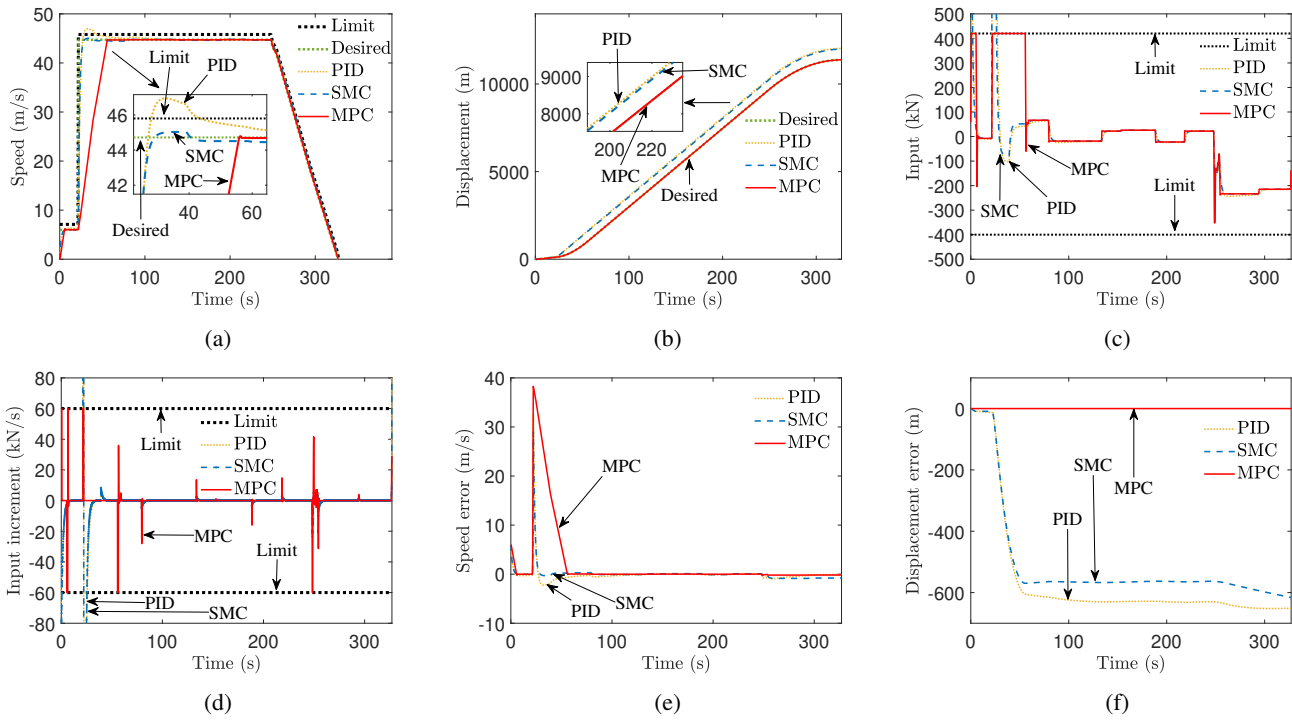 50
40
30
20
10
0
Speed (m/s)
0
100
200
300
Time (s)
Limit
Desired
PID
SMC
MPC
Limit
PID
46
44
42
SMC
MPC
40
60
Desired
(a)
10000
5000
0
Displacement (m)
0
100
200
300
Time (s)
PID
SMC
9000
8000
200
220
MPC
Desired
Desired
PID
SMC
MPC
(b)
500
400
300
200
100
0
-100
-200
-300
-400
-500
Input (kN)
0
100
200
300
Time (s)
Limit
Limit
PID
SMC
MPC
MPC
SMC
PID
Limit
(c)
80
60
40
20
0
-20
-40
-60
-80
Input increment (kN/s)
0
100
200
300
Time (s)
Limit
Limit
PID
SMC
MPC
MPC
Limit
PID
SMC
(d)
40
30
20
10
0
-10
Speed error (m/s)
0
100
200
300
Time (s)
PID
SMC
MPC
MPC
SMC
PID
(e)
0
-200
-400
-600
Displacement error (m)
0
100
200
300
Time (s)
PID
SMC
MPC
SMC
MPC
PID
(f)